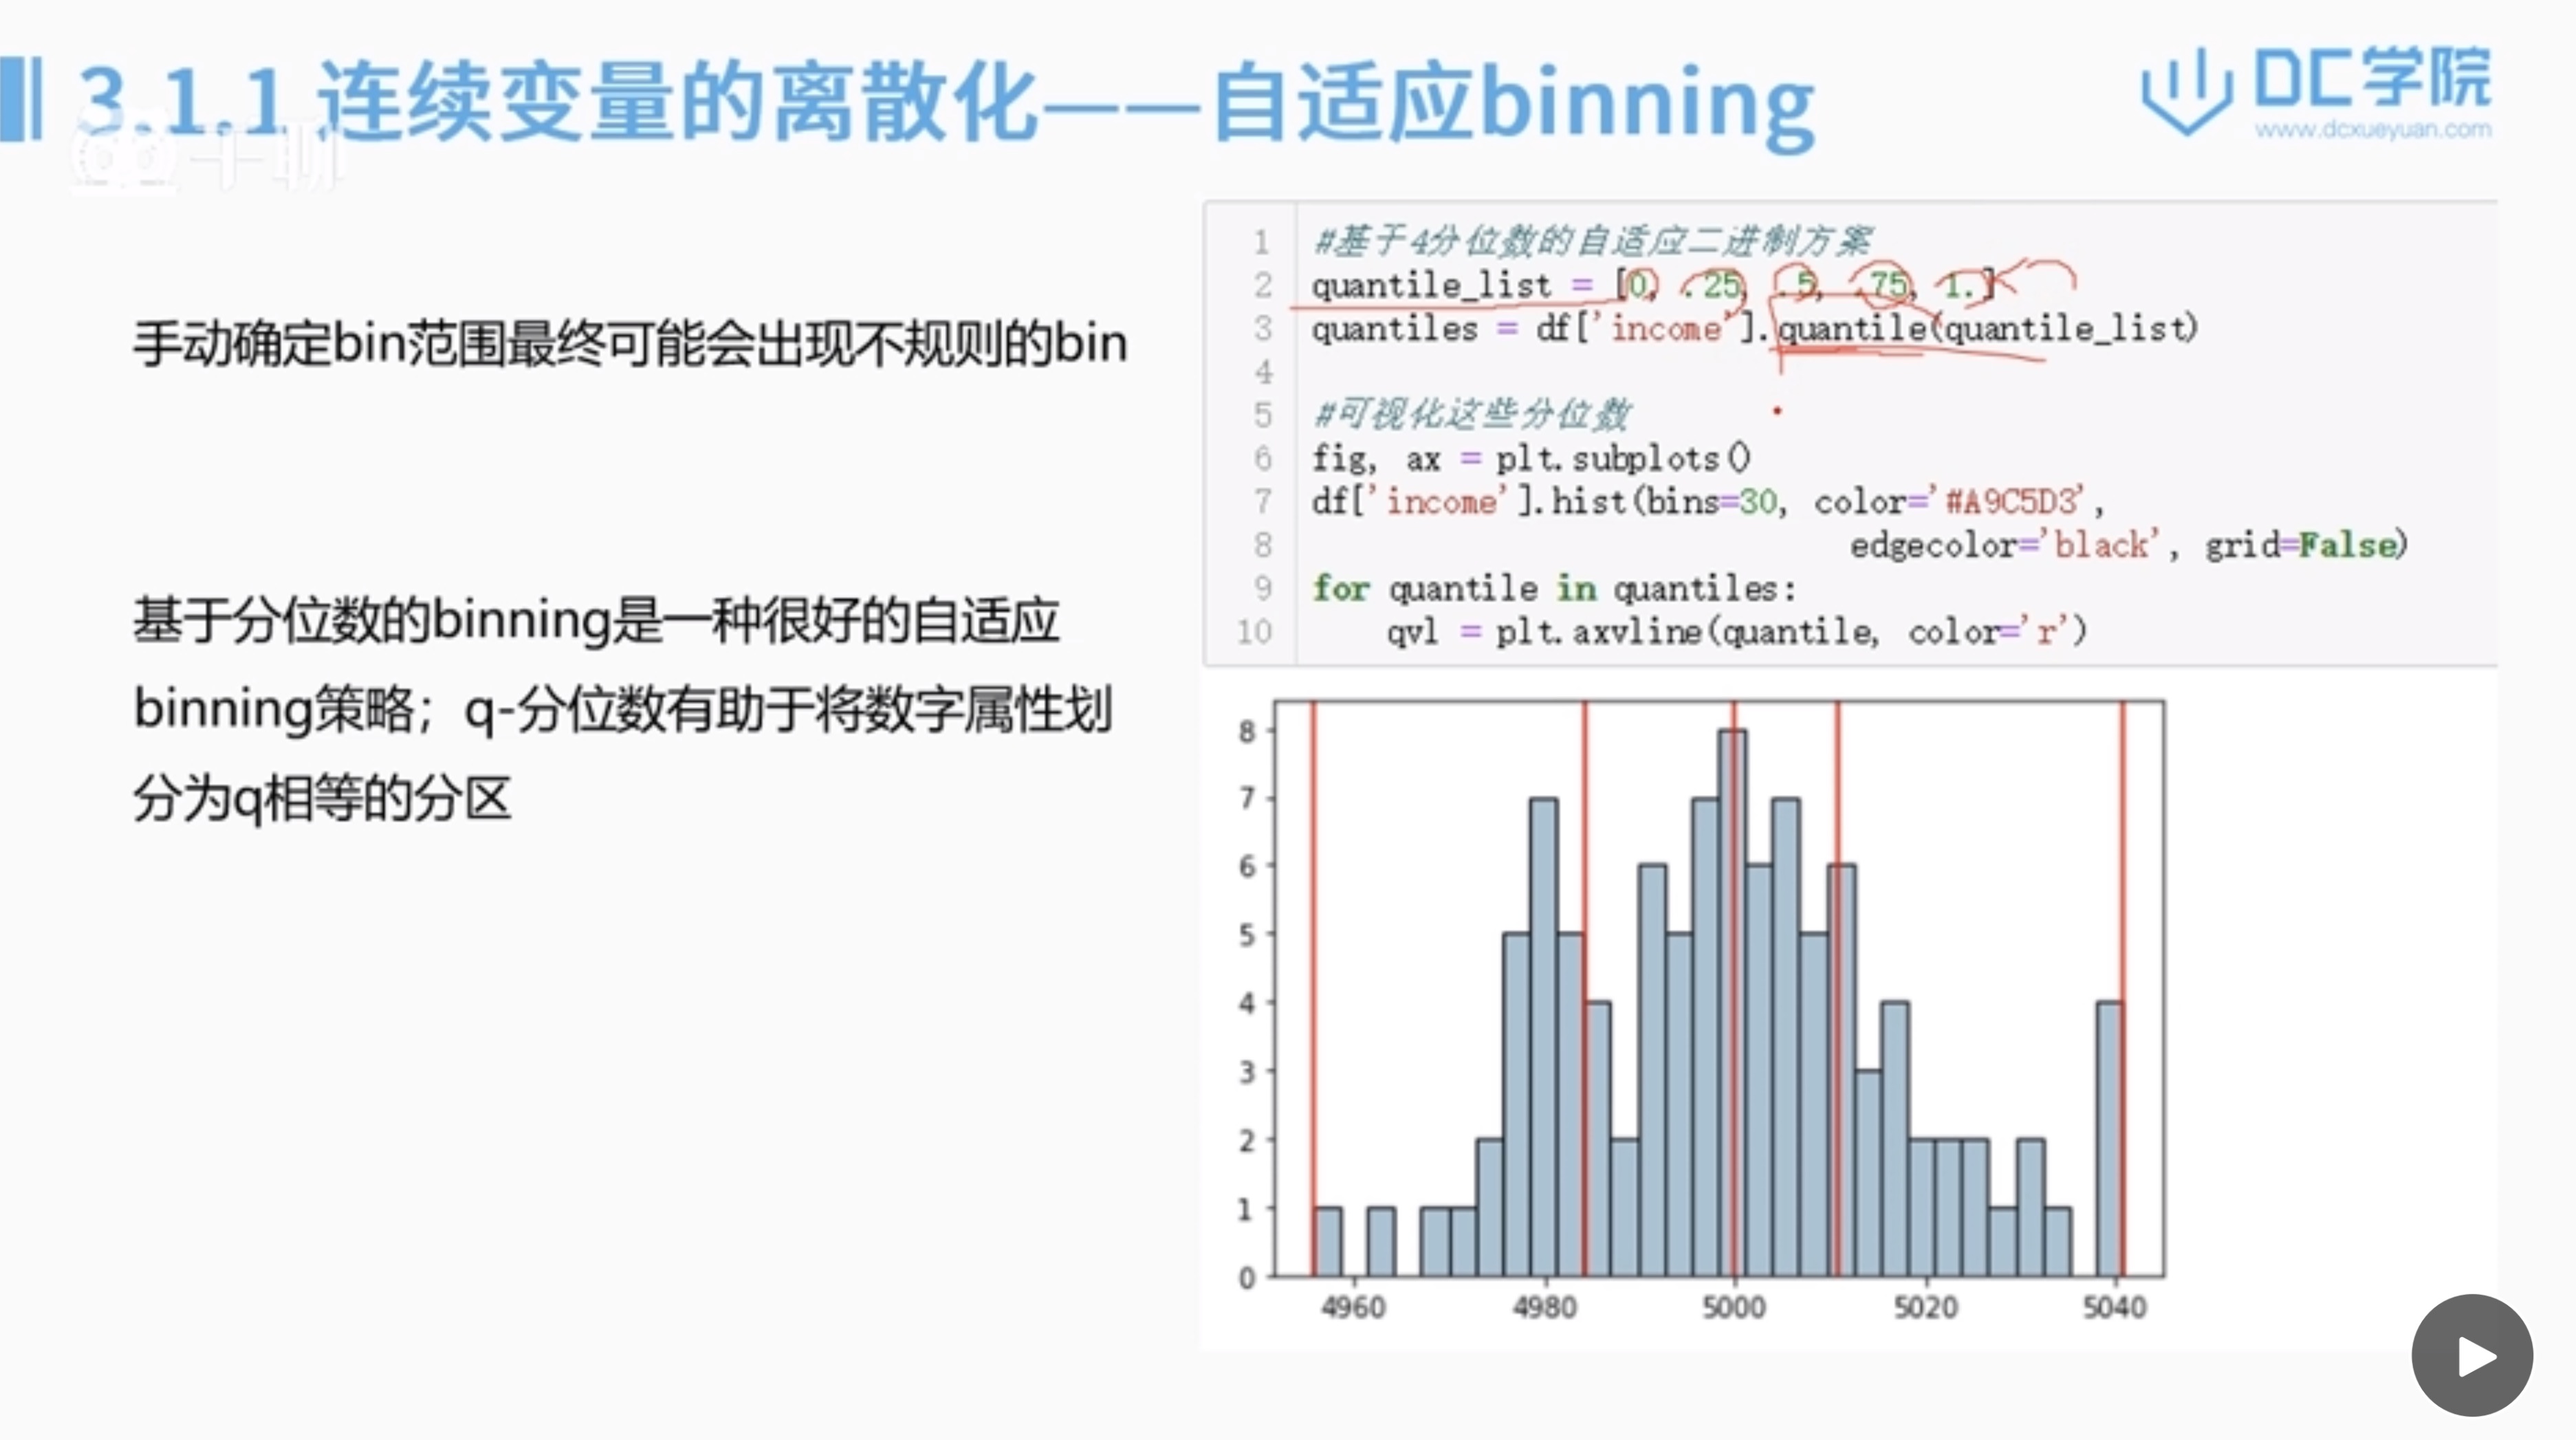 3.1.1 连续变量的离散化——自适应binning
DC学院
www.dcxueyuan.com
千聊
手动确定bin范围最终可能会出现不规则的bin
基于分位数的binning是一种很好的自适应
binning策略；q-分位数有助于将数字属性划
分为q相等的分区
1 #基于4分位数的自适应二进制方案
2 quantile_list = [0, .25, .5, .75, 1.]
3 quantiles = df['income'].quantile(quantile_list)
4
5 #可视化这些分位数
6 fig, ax = plt.subplots()
7 df['income'].hist(bins=30, color='#A9C5D3',
8 edgecolor='black', grid=False)
9 for quantile in quantiles:
10 qvl = plt.axvline(quantile, color='r')
8
7
6
5
4
3
2
1
0
4960 4980 5000 5020 5040